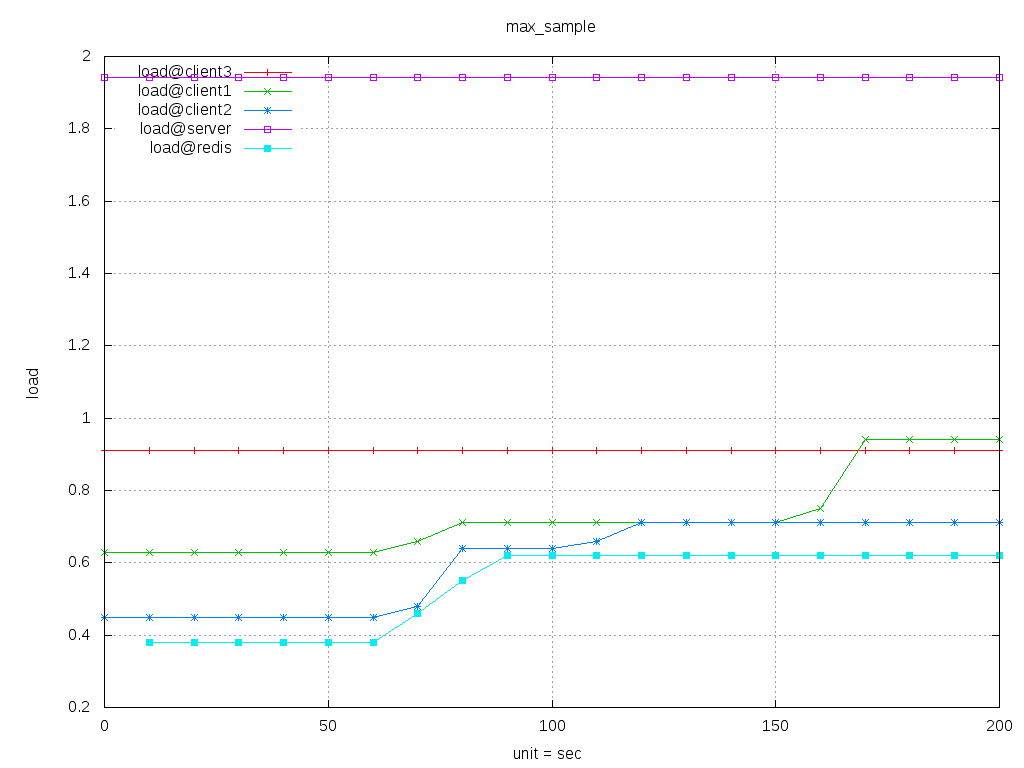 max_sample
2
1.8
1.6
1.4
1.2
1
0.8
0.6
0.4
0.2
load
load@client3
load@client1
load@client2
load@server
load@redis
0 50 100 150 200
unit = sec